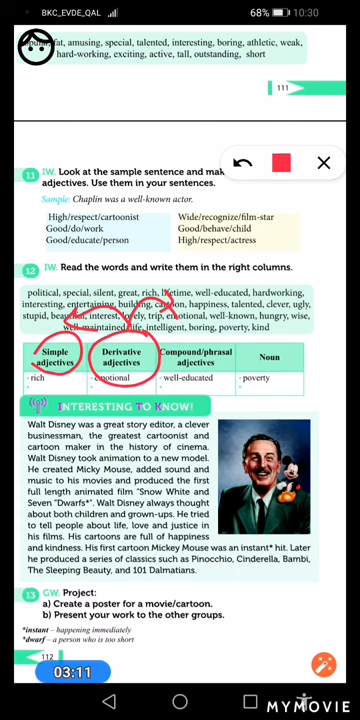 BKC_EVDE_QAL
68% 10:30
fat, amusing, special, talented, interesting, boring, athletic, weak,
hard-working, exciting, active, tall, outstanding, short
111
11 IW. Look at the sample sentence and mak
adjectives. Use them in your sentences.
Sample: Chaplin was a well-known actor.
High/respect/cartoonist
Good/do/work
Good/educate/person
Wide/recognize/film-star
Good/behave/child
High/respect/actress
12 IW. Read the words and write them in the right columns.
political, special, silent, great, rich, lifetime, well-educated, hardworking,
interesting, entertaining, building, cartoon, happiness, talented, clever, ugly,
stupid, beautiful, interest, lovely, trip, emotional, well-known, hungry, wise,
well-maintained life, intelligent, boring, poverty, kind
Simple adjectives Derivative adjectives Compound/phrasal adjectives Noun
- rich - emotional - well-educated - poverty
- - - -
INTERESTING TO KNOW!
Walt Disney was a great story editor, a clever
businessman, the greatest cartoonist and
cartoon maker in the history of cinema.
Walt Disney took animation to a new model.
He created Micky Mouse, added sound and
music to his movies and produced the first
full length animated film "Snow White and
Seven "Dwarfs*". Walt Disney always thought
about both children and grown-ups. He tried
to tell people about life, love and justice in
his films. His cartoons are full of happiness
and kindness. His first cartoon Mickey Mouse was an instant* hit. Later
he produced a series of classics such as Pinocchio, Cinderella, Bambi,
The Sleeping Beauty, and 101 Dalmatians.
13 GW. Project:
a) Create a poster for a movie/cartoon.
b) Present your work to the other groups.
*instant – happening immediately
*dwarf – a person who is too short
112
03:11
MYMOVIE